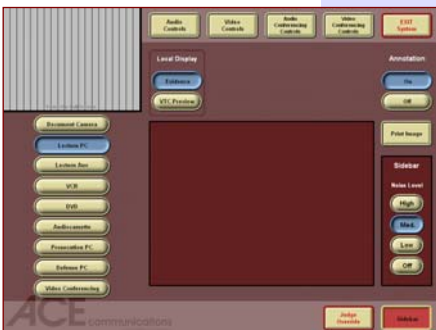 Audio
Controls
Video
Controls
Audio
Conferencing
Controls
Video
Conferencing
Controls
EXIT
System
Local Display
Evidence
VTC Preview
Annotation
On
Off
Print Image
Document Camera
Lectern PC
Lectern Aux
VCR
DVD
Audiocassette
Prosecution PC
Defense PC
Video Conferencing
Sidebar
Noise Level
High
Med.
Low
Off
ACE communications
Judge
Override
Sidebar